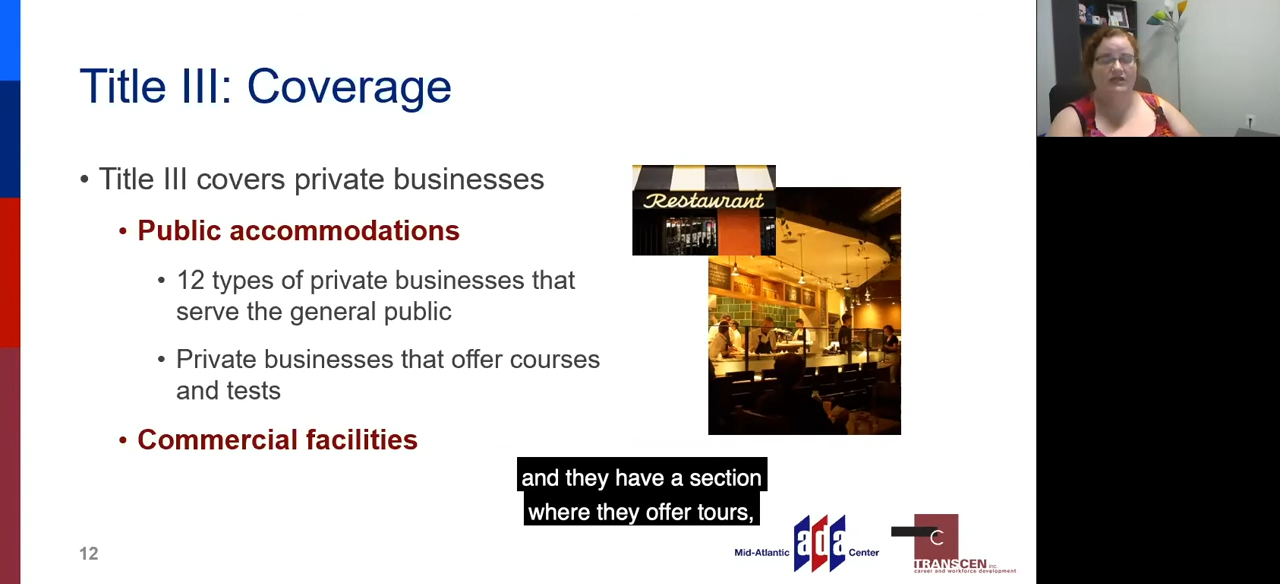 Title III: Coverage
• Title III covers private businesses
• Public accommodations
• 12 types of private businesses that
serve the general public
• Private businesses that offer courses
and tests
• Commercial facilities
Restaurant
and they have a section
where they offer tours,
12
Mid-Atlantic ada Center
C
TRANSCEN inc.
career and workforce development